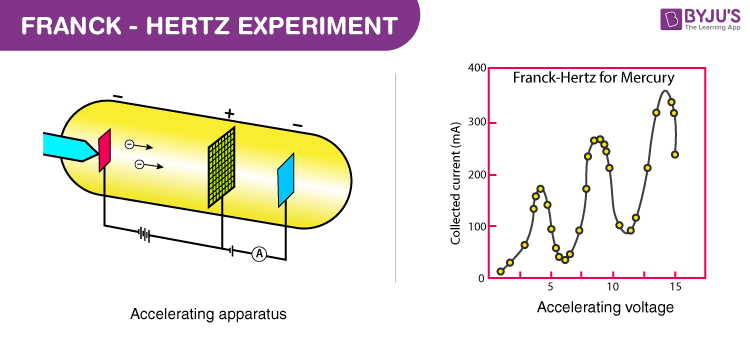 FRANCK - HERTZ EXPERIMENT
BYJU'S
The Learning App
–
+
–
–
–
A
Accelerating apparatus
Franck-Hertz for Mercury
Collected current (mA)
400
300
200
100
0
5
10
15
Accelerating voltage